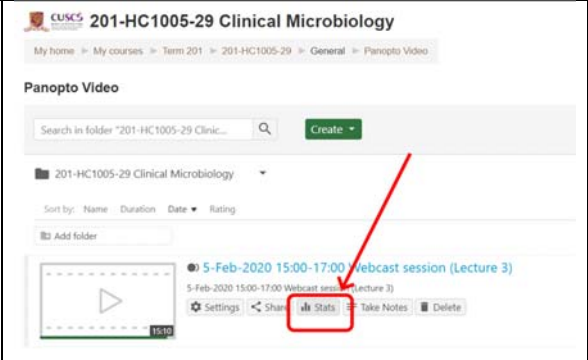 CUSCS 201-HC1005-29 Clinical Microbiology
My home ► My courses ► Term 201 ► 201-HC1005-29 ► General ► Panopto Video
Panopto Video
Search in folder "201-HC1005-29 Clinic... Create
201-HC1005-29 Clinical Microbiology
Sort by: Name Duration Date ▼ Rating
Add folder
5-Feb-2020 15:00-17:00 Webcast session (Lecture 3)
5-Feb-2020 15:00-17:00 Webcast session (Lecture 3)
Settings Share Stats Take Notes Delete
15:10